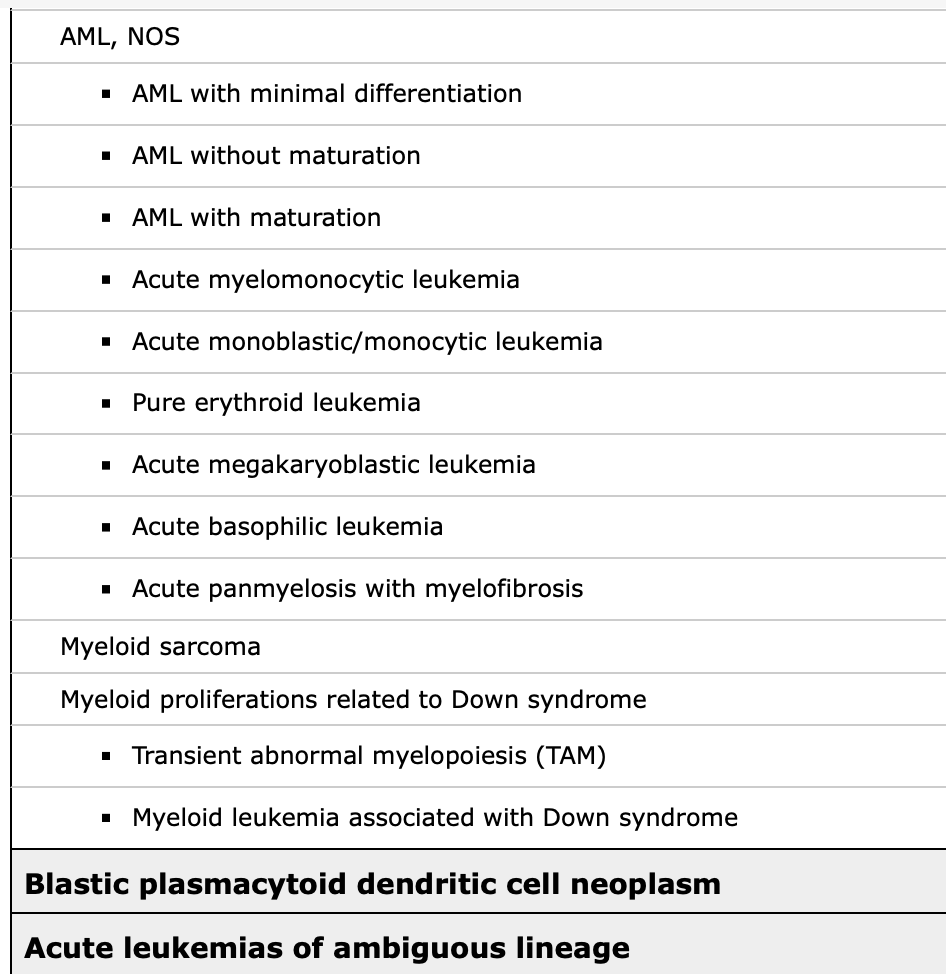 AML, NOS
▪ AML with minimal differentiation
▪ AML without maturation
▪ AML with maturation
▪ Acute myelomonocytic leukemia
▪ Acute monoblastic/monocytic leukemia
▪ Pure erythroid leukemia
▪ Acute megakaryoblastic leukemia
▪ Acute basophilic leukemia
▪ Acute panmyelosis with myelofibrosis
Myeloid sarcoma
Myeloid proliferations related to Down syndrome
▪ Transient abnormal myelopoiesis (TAM)
▪ Myeloid leukemia associated with Down syndrome
Blastic plasmacytoid dendritic cell neoplasm
Acute leukemias of ambiguous lineage